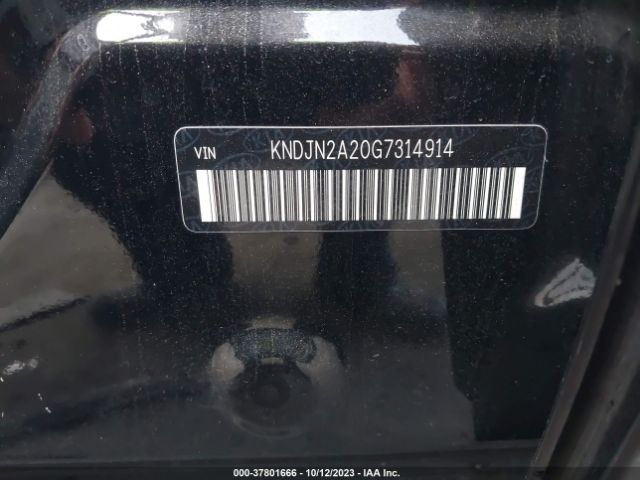 VIN KNDJN2A20G7314914
000-37801666 - 10/12/2023 - IAA Inc.